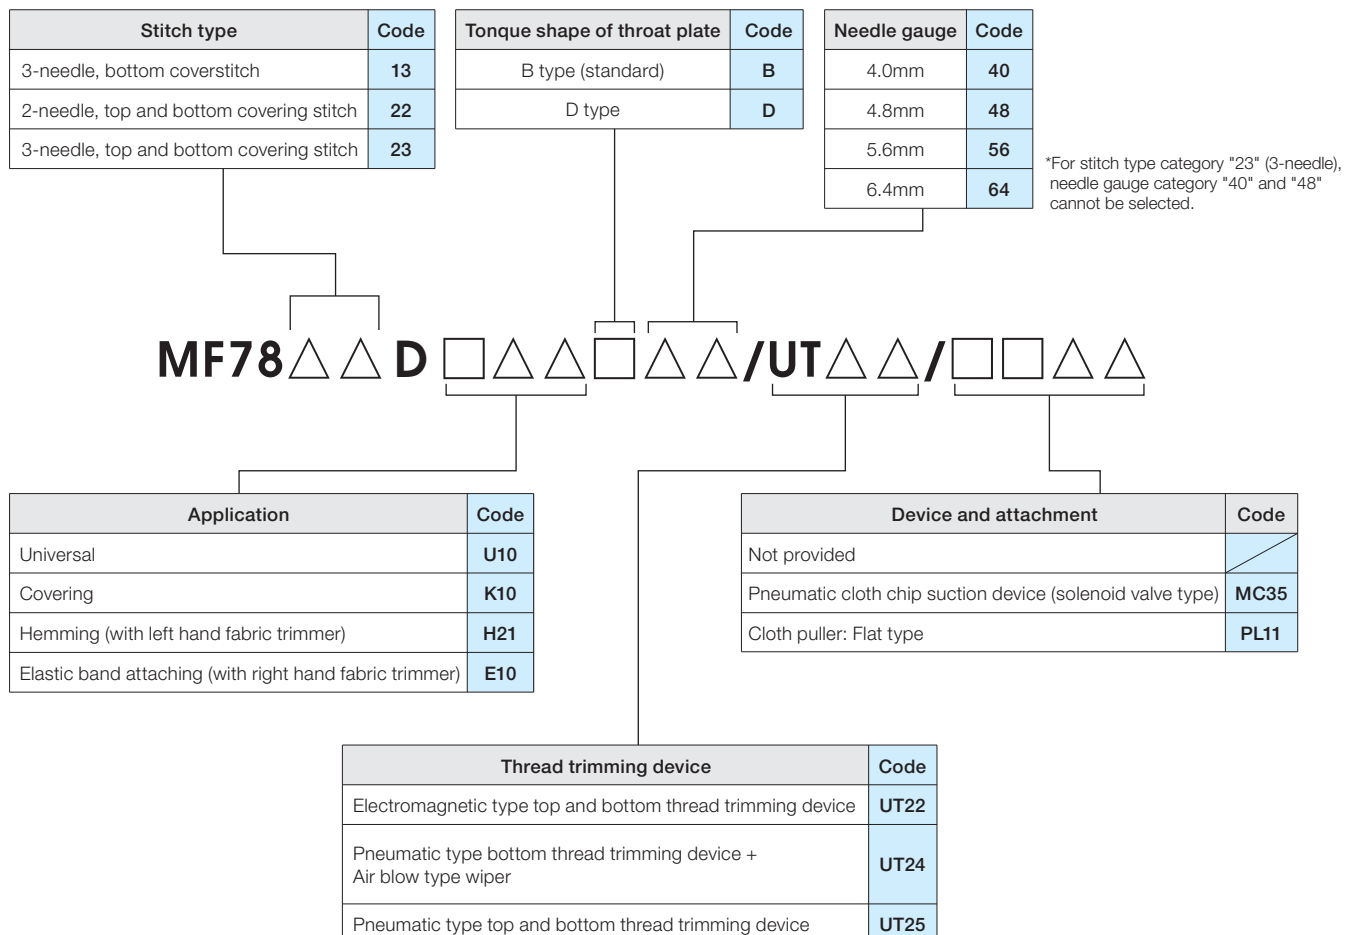 Stitch type Code
3-needle, bottom coverstitch 13
2-needle, top and bottom covering stitch 22
3-needle, top and bottom covering stitch 23
Tonque shape of throat plate Code
B type (standard) B
D type D
Needle gauge Code
4.0mm 40
4.8mm 48
5.6mm 56
6.4mm 64
*For stitch type category "23" (3-needle),
needle gauge category "40" and "48"
cannot be selected.
MF78△△D□△△□△△/UT△△/□□△△
Application Code
Universal U10
Covering K10
Hemming (with left hand fabric trimmer) H21
Elastic band attaching (with right hand fabric trimmer) E10
Device and attachment Code
Not provided
Pneumatic cloth chip suction device (solenoid valve type) MC35
Cloth puller: Flat type PL11
Thread trimming device Code
Electromagnetic type top and bottom thread trimming device UT22
Pneumatic type bottom thread trimming device +
Air blow type wiper UT24
Pneumatic type top and bottom thread trimming device UT25